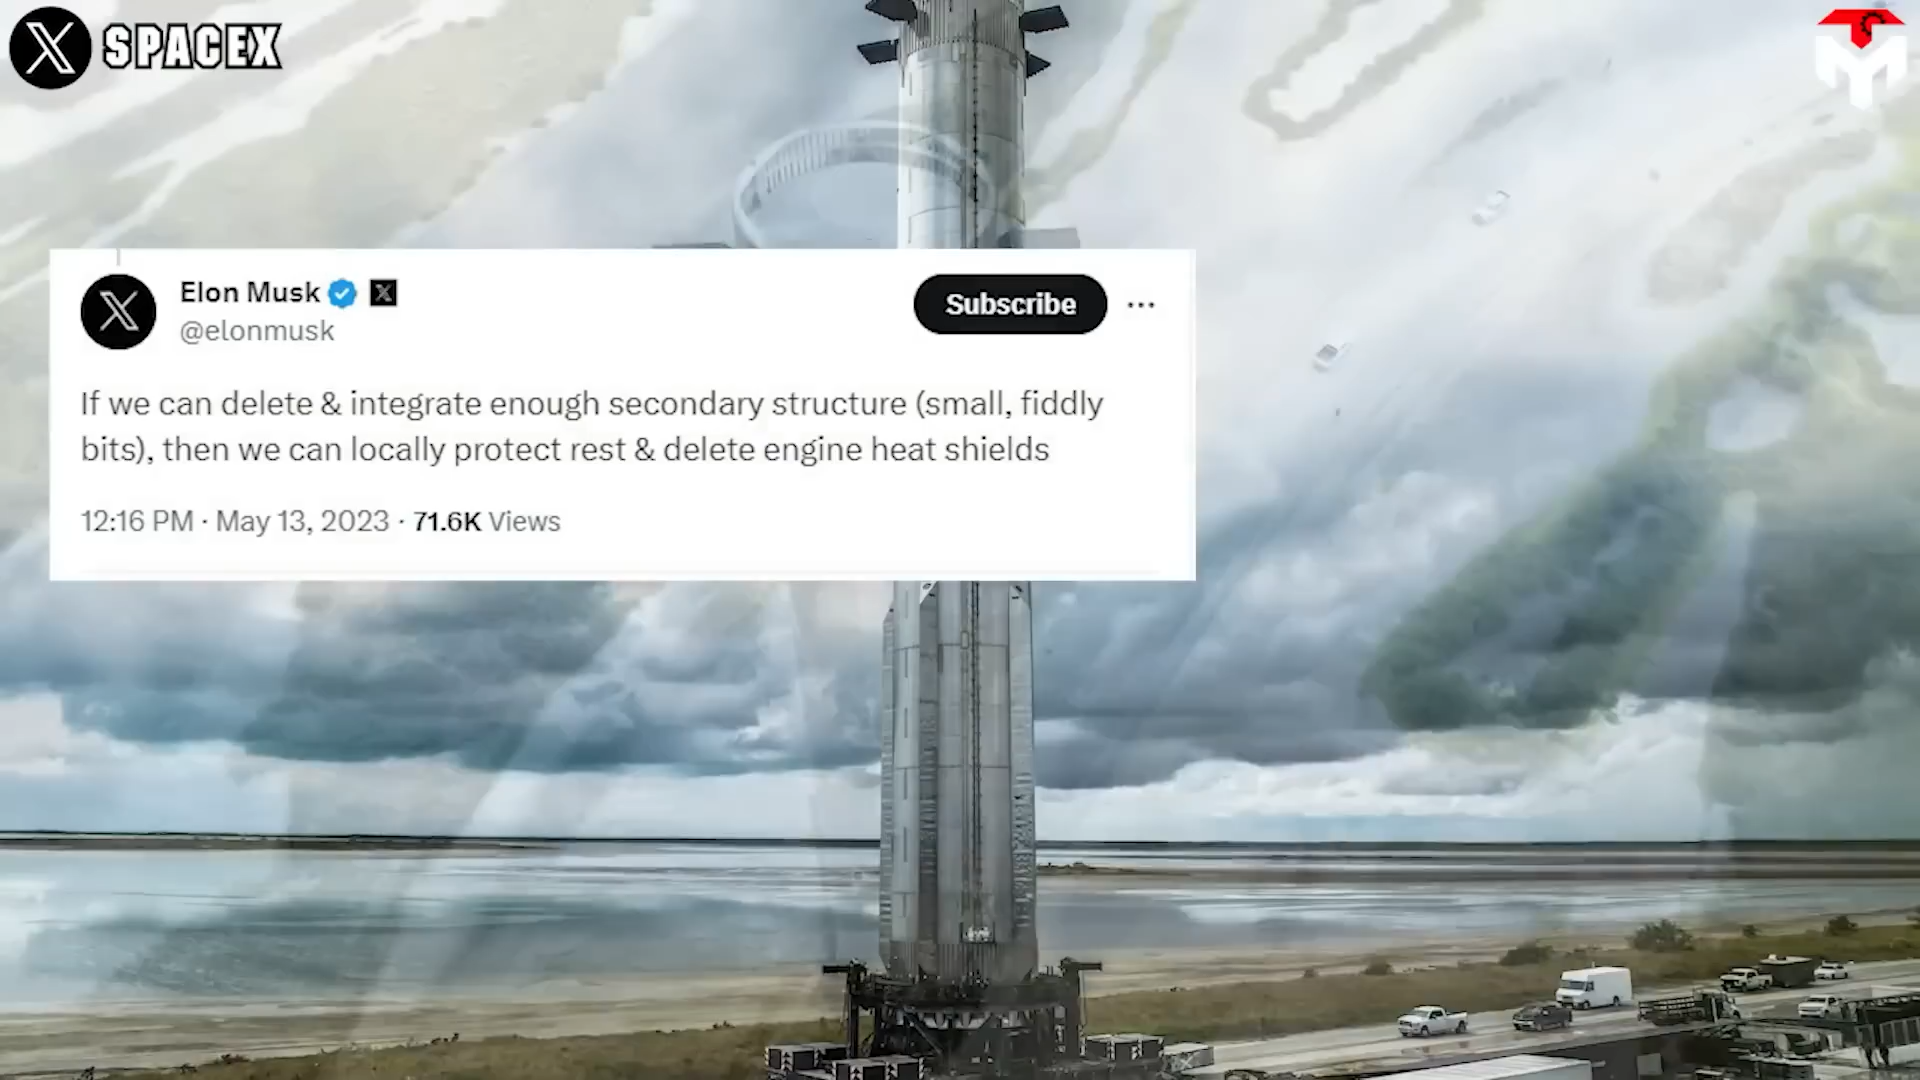 SPACEX
Elon Musk
@elonmusk
Subscribe
If we can delete & integrate enough secondary structure (small, fiddly
bits), then we can locally protect rest & delete engine heat shields
12:16 PM · May 13, 2023 · 71.6K Views